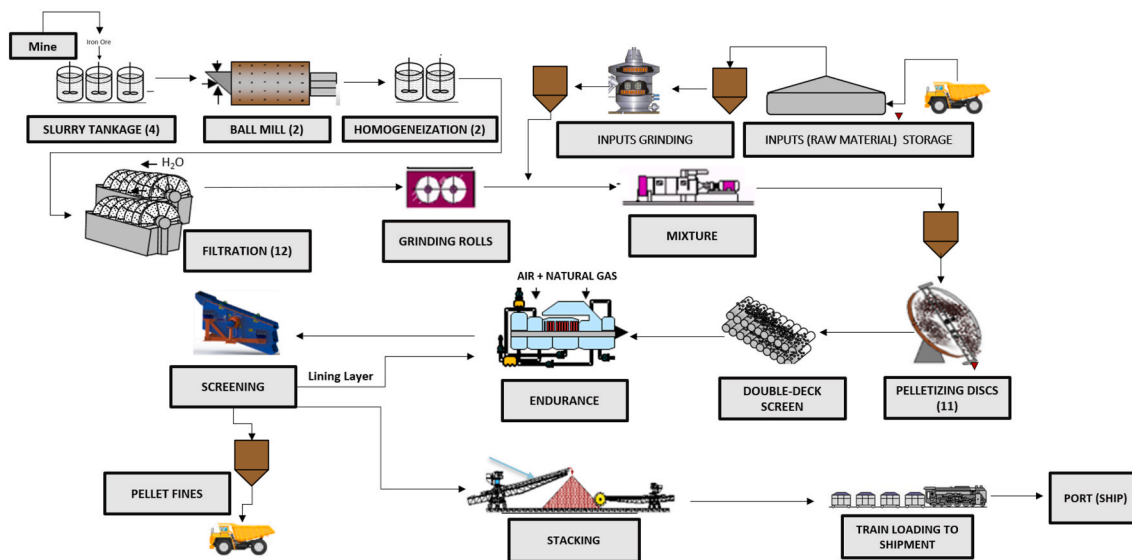 Mine
Iron Ore
SLURRY TANKAGE (4)
BALL MILL (2)
HOMOGENEIZATION (2)
INPUTS GRINDING
INPUTS (RAW MATERIAL) STORAGE
H₂O
FILTRATION (12)
GRINDING ROLLS
MIXTURE
AIR + NATURAL GAS
SCREENING
Lining Layer
ENDURANCE
DOUBLE-DECK
SCREEN
PELLETIZING DISCS
(11)
PELLET FINES
STACKING
TRAIN LOADING TO
SHIPMENT
PORT (SHIP)